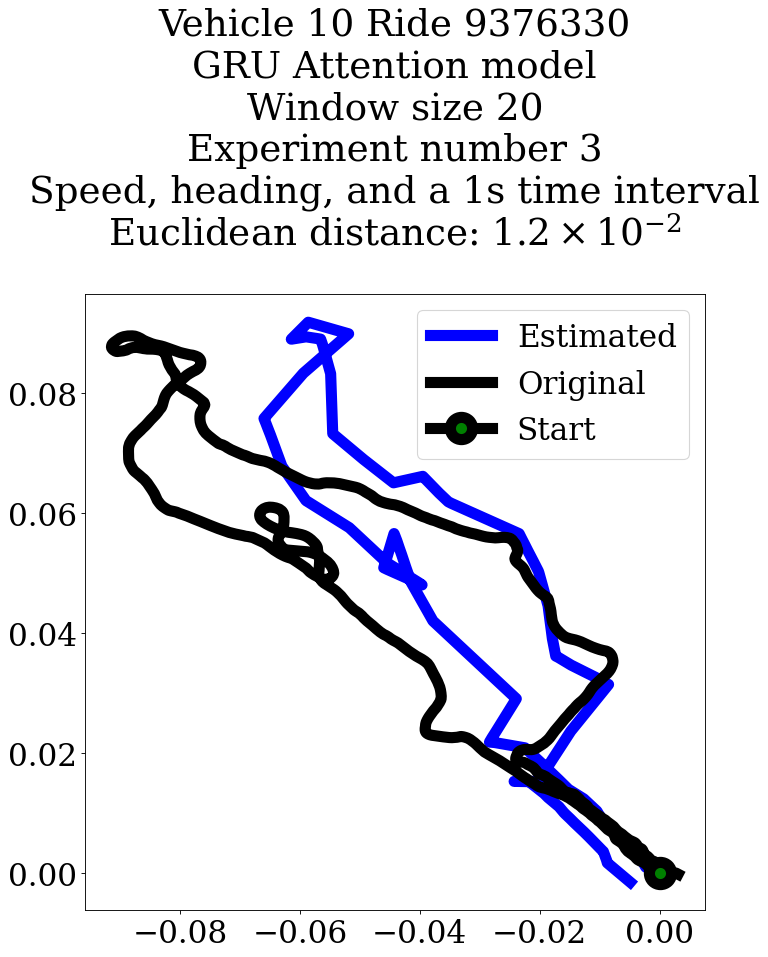 Vehicle 10 Ride 9376330
GRU Attention model
Window size 20
Experiment number 3
Speed, heading, and a 1s time interval
Euclidean distance: 1.2 × 10⁻²
Estimated
Original
Start
0.08
0.06
0.04
0.02
0.00
−0.08 −0.06 −0.04 −0.02 0.00